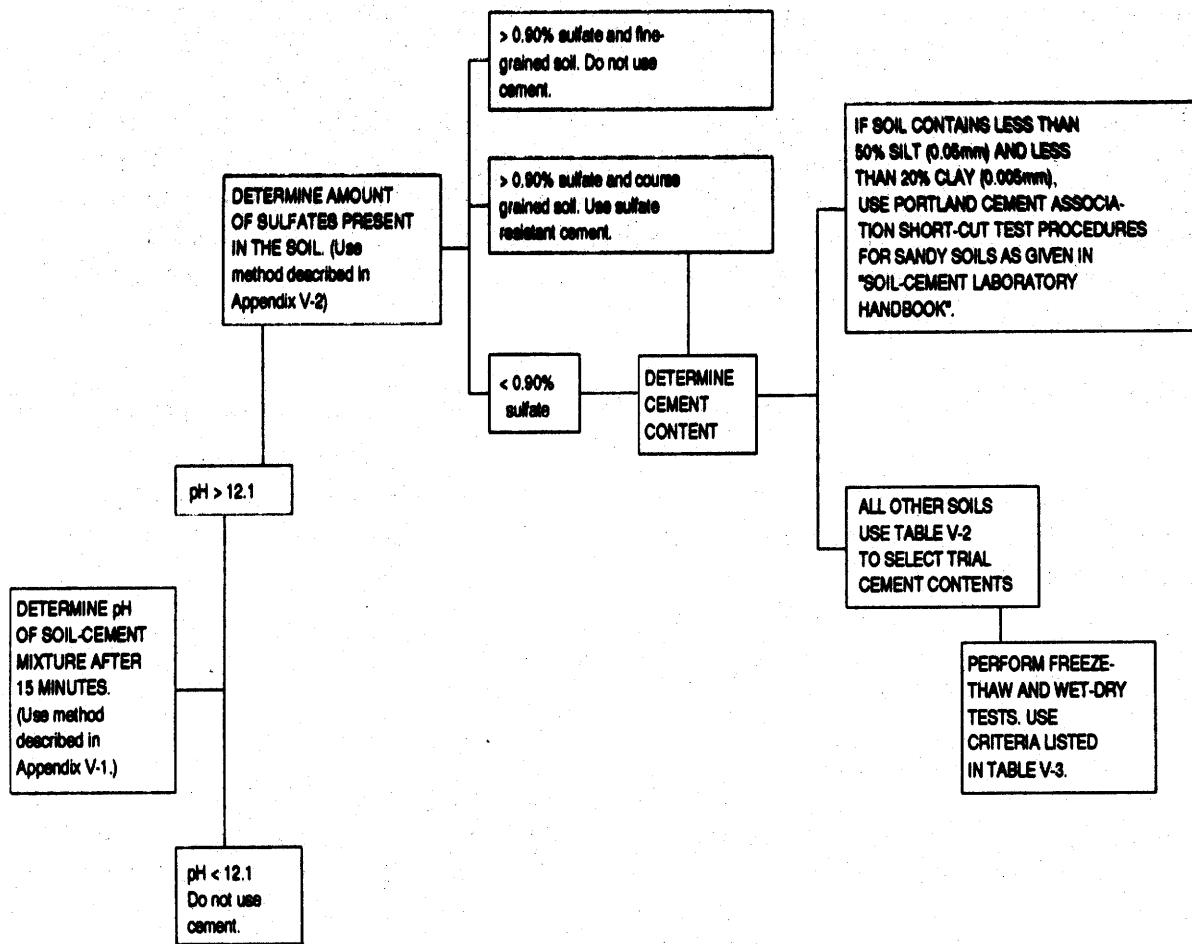 > 0.90% sulfate and fine-
grained soil. Do not use
cement.
> 0.90% sulfate and course
grained soil. Use sulfate
resistant cement.
DETERMINE AMOUNT
OF SULFATES PRESENT
IN THE SOIL. (Use
method described in
Appendix V-2)
IF SOIL CONTAINS LESS THAN
50% SILT (0.05mm) AND LESS
THAN 20% CLAY (0.005mm),
USE PORTLAND CEMENT ASSOCIA-
TION SHORT-CUT TEST PROCEDURES
FOR SANDY SOILS AS GIVEN IN
"SOIL-CEMENT LABORATORY
HANDBOOK".
< 0.90%
sulfate
DETERMINE
CEMENT
CONTENT
pH > 12.1
ALL OTHER SOILS
USE TABLE V-2
TO SELECT TRIAL
CEMENT CONTENTS
DETERMINE pH
OF SOIL-CEMENT
MIXTURE AFTER
15 MINUTES.
(Use method
described in
Appendix V-1.)
PERFORM FREEZE-
THAW AND WET-DRY
TESTS. USE
CRITERIA LISTED
IN TABLE V-3.
pH < 12.1
Do not use
cement.